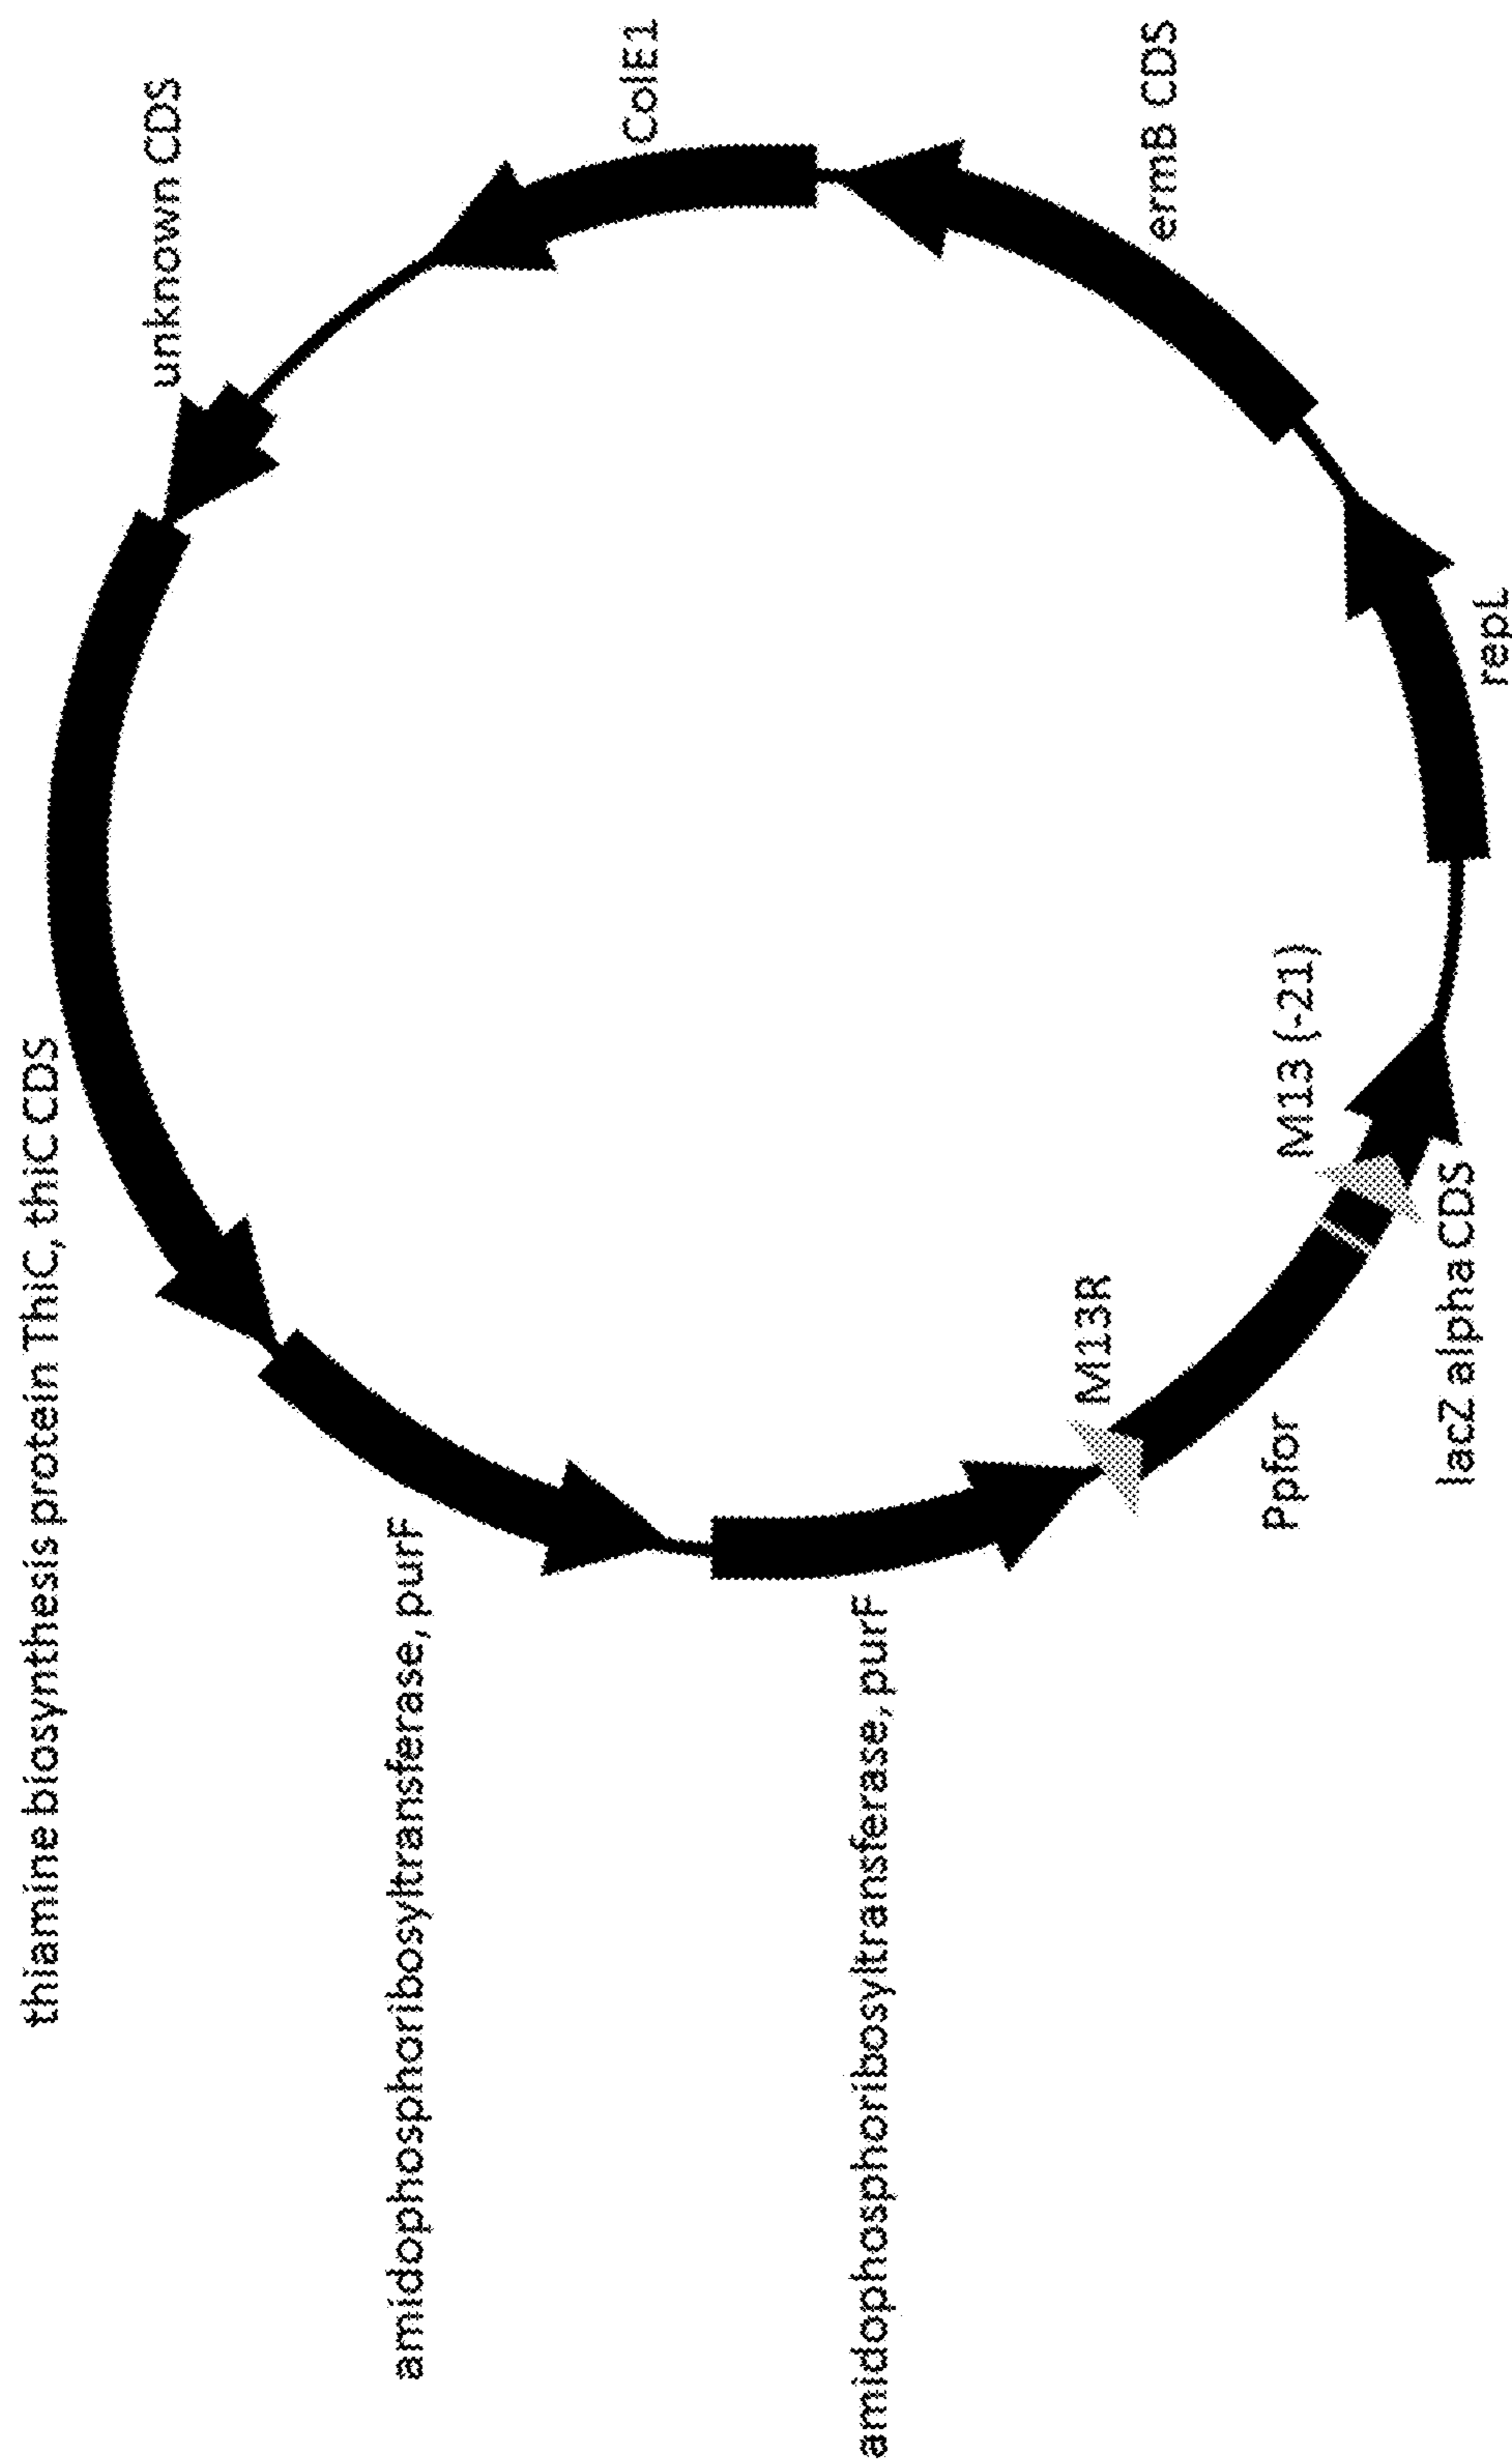 thiamine biosynthesis protein ThiC, thiC CDS
unknown CDS
amidophosphoribosyltransferase, purF
ColE1
amidophosphoribosyltransferase, purF
M13R
ermB CDS
Ppfor
M13 (-21)
lacZ alpha CDS
repL